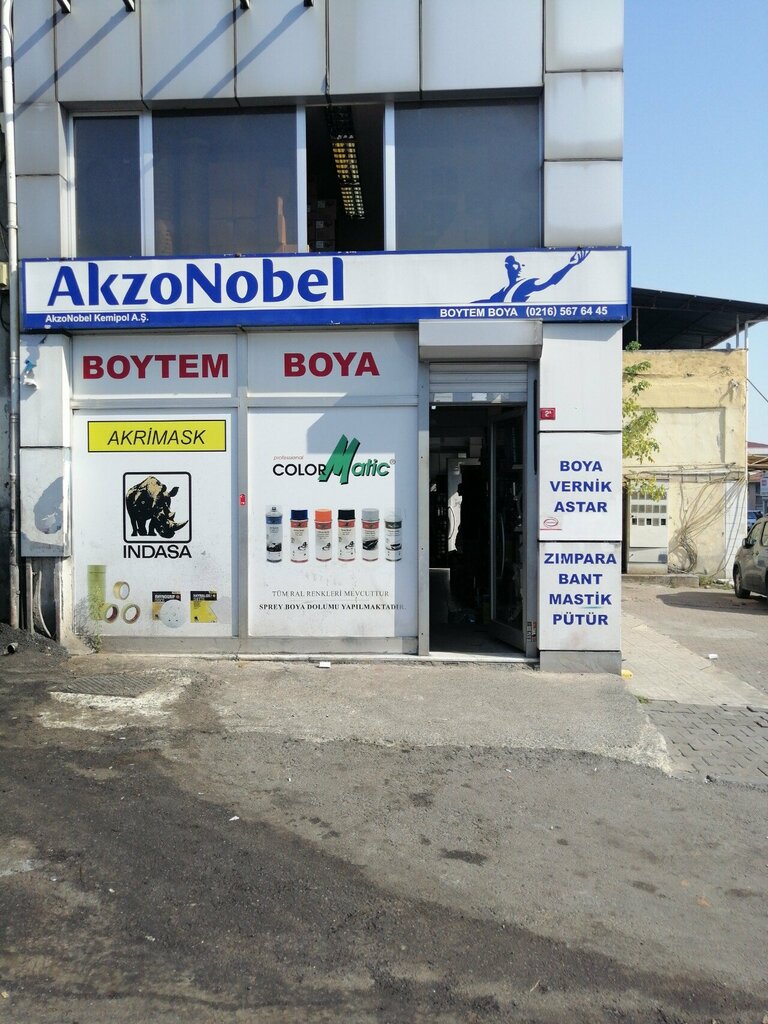 AkzoNobel
AkzoNobel Kemipol A.Ş.
BOYTEM BOYA (0216) 567 64 45
BOYTEM BOYA
AKRİMASK
INDASA
professional
COLORMatic®
TÜM RAL RENKLERİ MEVCUTTUR
SPREY BOYA DOLUMU YAPILMAKTADIR.
BOYA
VERNİK
ASTAR
ZIMPARA
BANT
MASTİK
PÜTÜR